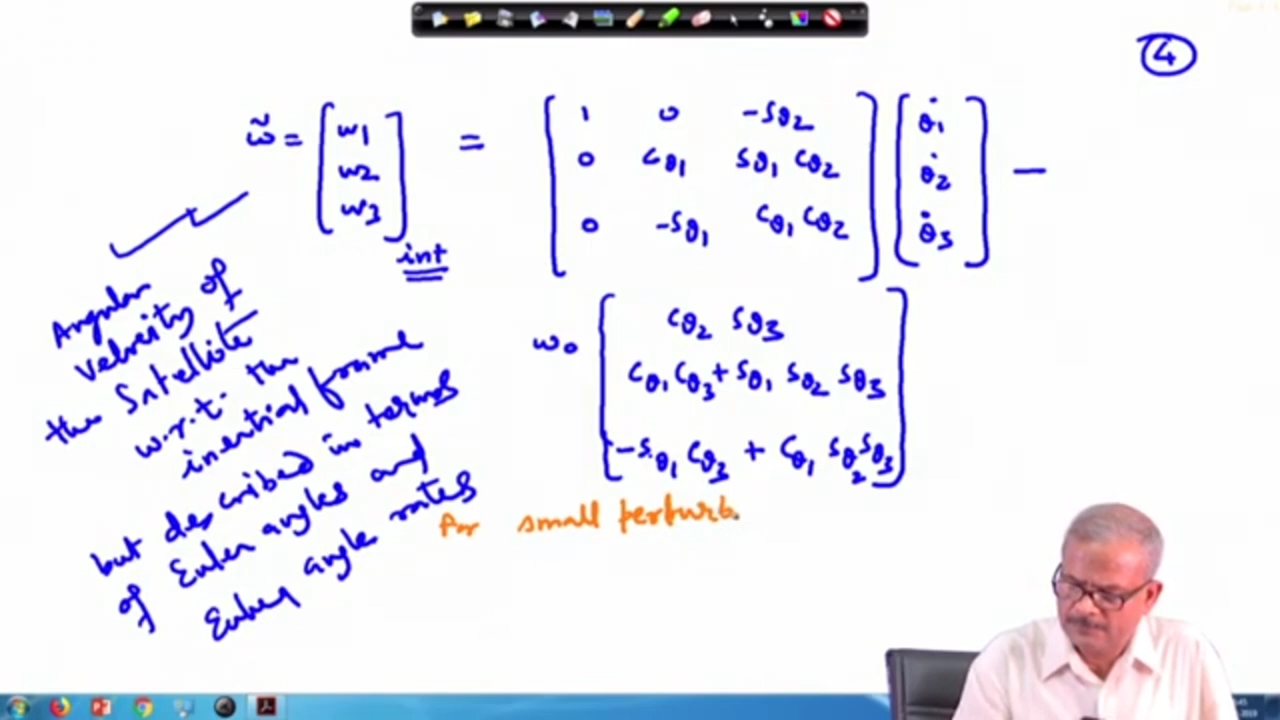 4
ω̃ = [ω1 ω2 ω3] int = [1 0 -sθ2
0 cθ1 sθ1 cθ2
0 -sθ1 cθ1 cθ2] [θ̇1 θ̇2 θ̇3] —
ω0 [cθ2 sθ3
cθ1 cθ3 + sθ1 sθ2 sθ3
-sθ1 cθ3 + cθ1 sθ2 sθ3]
Angular
velocity of
the Satellite
w.r.t. the
inertial frame
but described in terms
of Euler angles and
Euler angle rates
For small perturb